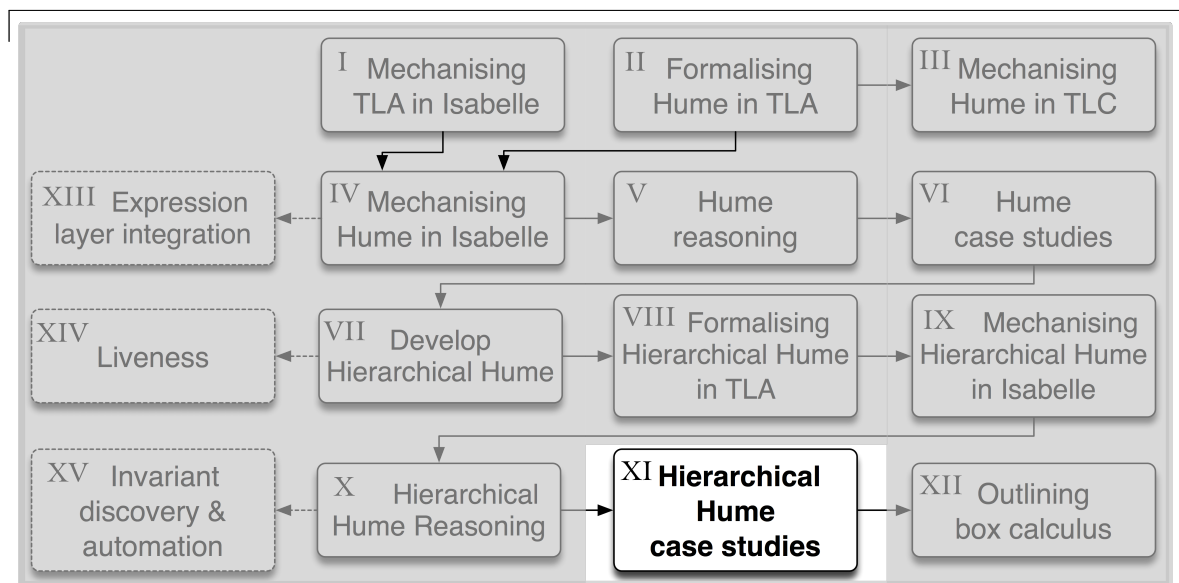 I Mechanising
TLA in Isabelle
II Formalising
Hume in TLA
III Mechanising
Hume in TLC
XIII Expression
layer integration
IV Mechanising
Hume in Isabelle
V Hume
reasoning
VI Hume
case studies
XIV
Liveness
VII Develop
Hierarchical Hume
VIII Formalising
Hierarchical Hume
in TLA
IX Mechanising
Hierarchical Hume
in Isabelle
XV Invariant
discovery &
automation
X Hierarchical
Hume Reasoning
XI Hierarchical
Hume
case studies
XII Outlining
box calculus